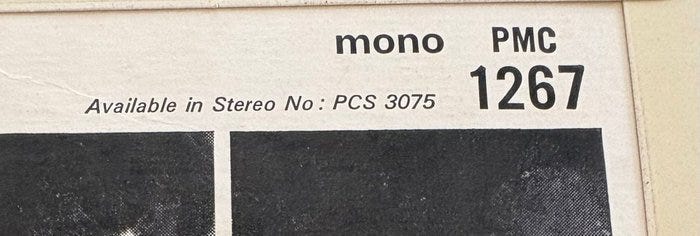 mono PMC
Available in Stereo No: PCS 3075 1267